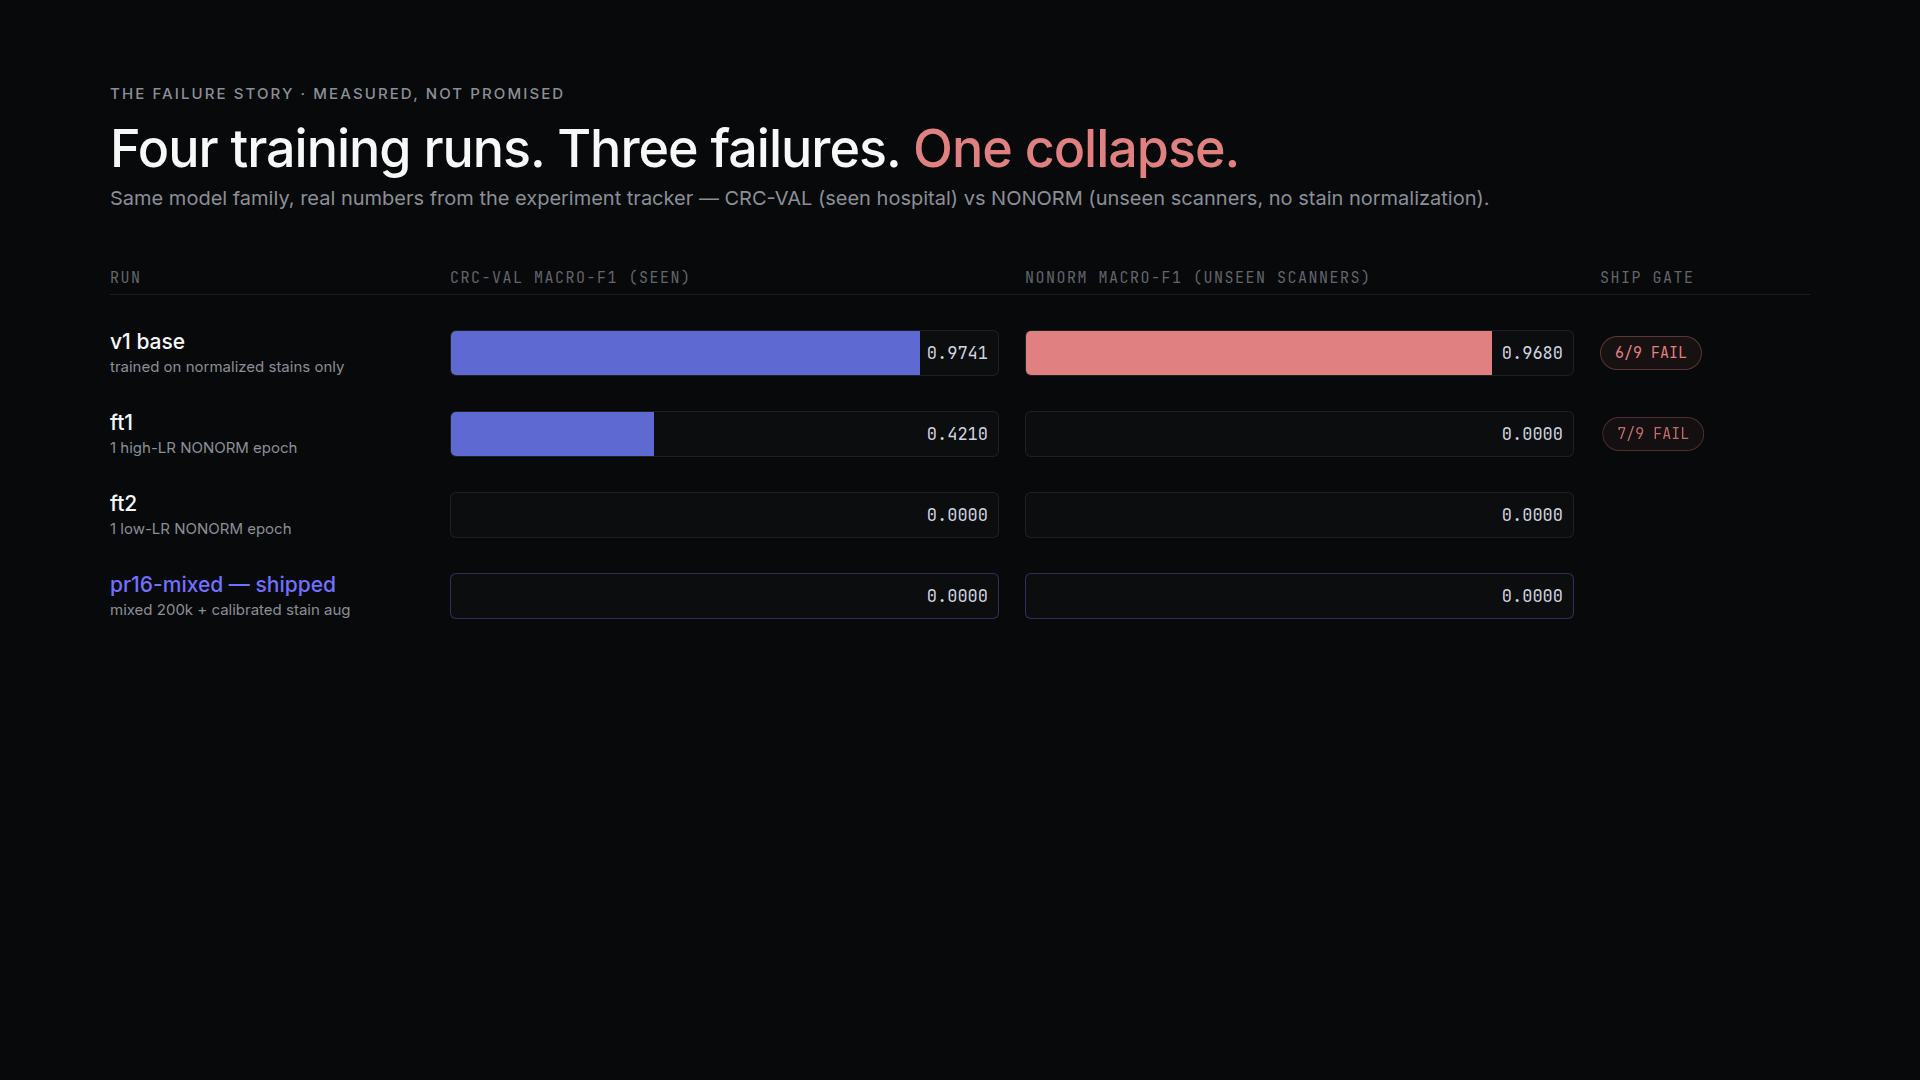 THE FAILURE STORY · MEASURED, NOT PROMISED
Four training runs. Three failures. One collapse.
Same model family, real numbers from the experiment tracker — CRC-VAL (seen hospital) vs NONORM (unseen scanners, no stain normalization).
RUN CRC-VAL MACRO-F1 (SEEN) NONORM MACRO-F1 (UNSEEN SCANNERS) SHIP GATE
v1 base
trained on normalized stains only
0.9741 0.9680 6/9 FAIL
ft1
1 high-LR NONORM epoch
0.4210 0.0000 7/9 FAIL
ft2
1 low-LR NONORM epoch
0.0000 0.0000
pr16-mixed — shipped
mixed 200k + calibrated stain aug
0.0000 0.0000